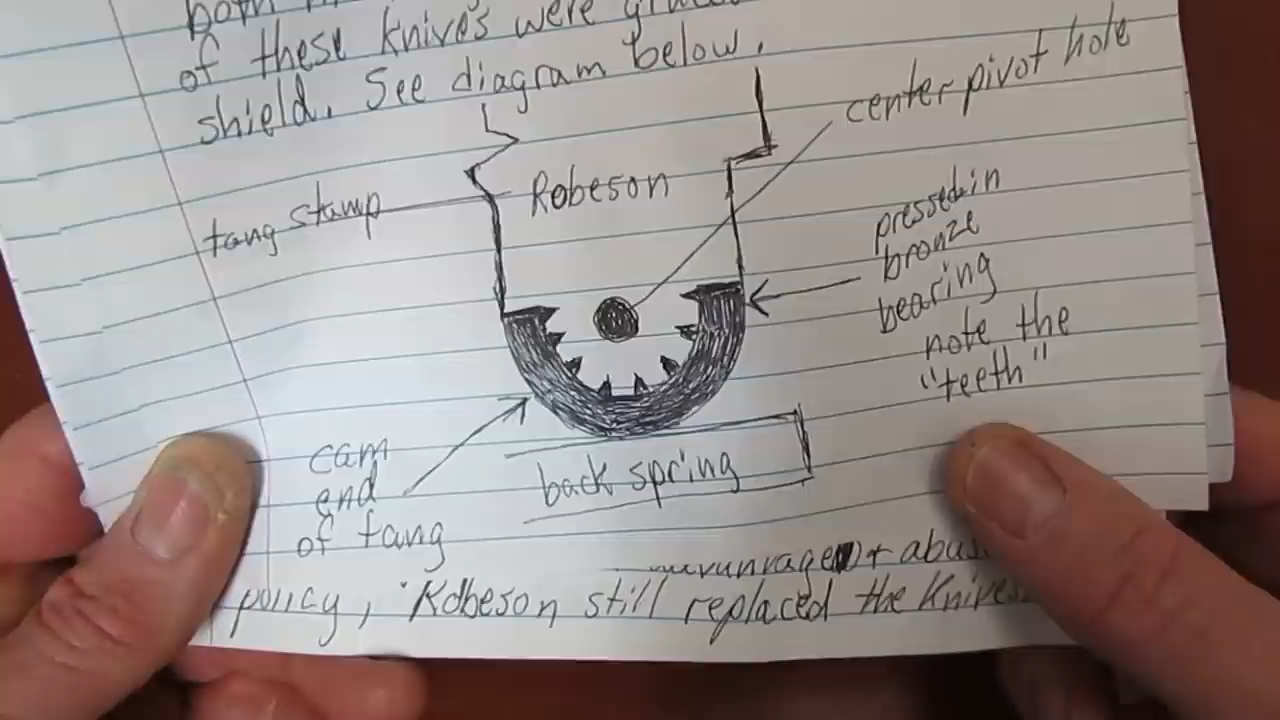 of these knives were
shield. See diagram below.
center pivot hole
tang stamp
Robeson
pressed in
bronze
bearing
note the
"teeth"
cam
end
of tang
back spring
+
policy, Robeson still replaced the knives